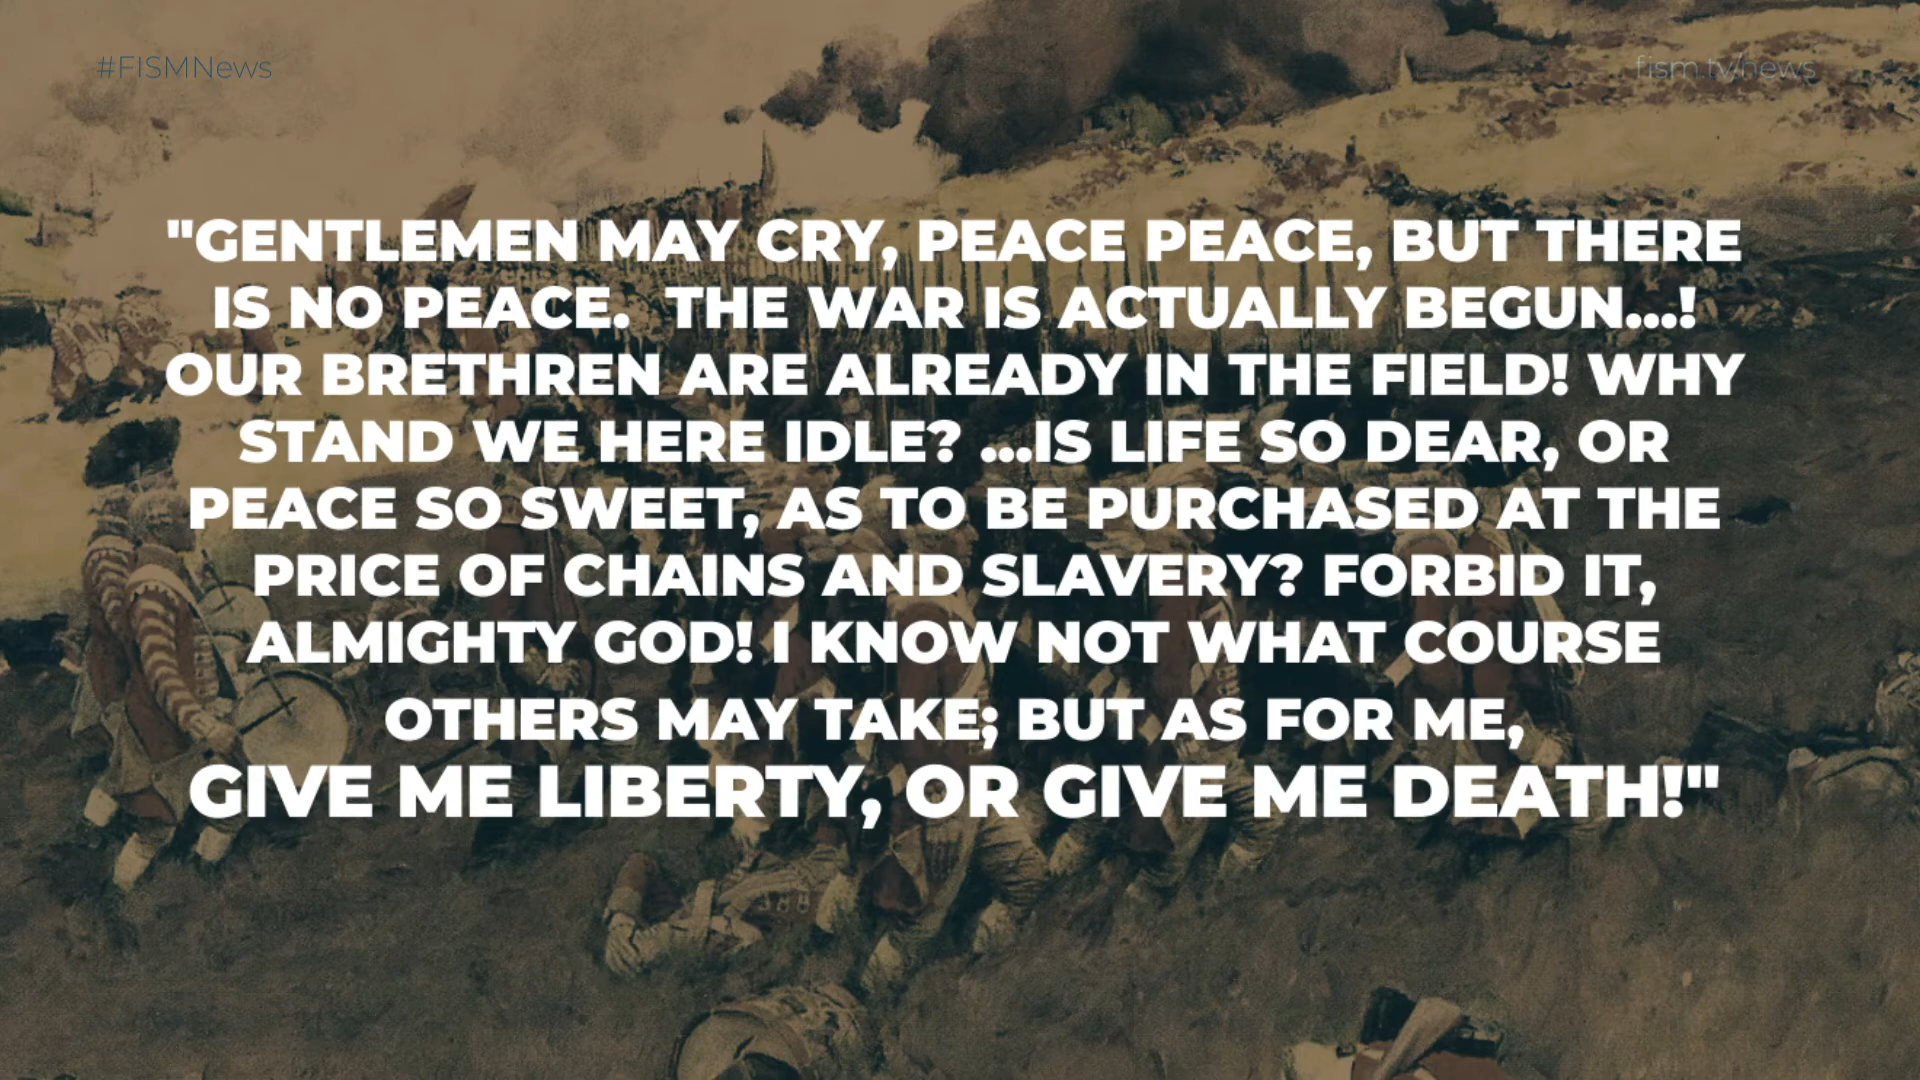 #FISMNews
fism.tv/news
"GENTLEMEN MAY CRY, PEACE PEACE, BUT THERE
IS NO PEACE.  THE WAR IS ACTUALLY BEGUN...!
OUR BRETHREN ARE ALREADY IN THE FIELD! WHY
STAND WE HERE IDLE? ...IS LIFE SO DEAR, OR
PEACE SO SWEET, AS TO BE PURCHASED AT THE
PRICE OF CHAINS AND SLAVERY? FORBID IT,
ALMIGHTY GOD! I KNOW NOT WHAT COURSE
OTHERS MAY TAKE; BUT AS FOR ME,
GIVE ME LIBERTY, OR GIVE ME DEATH!"